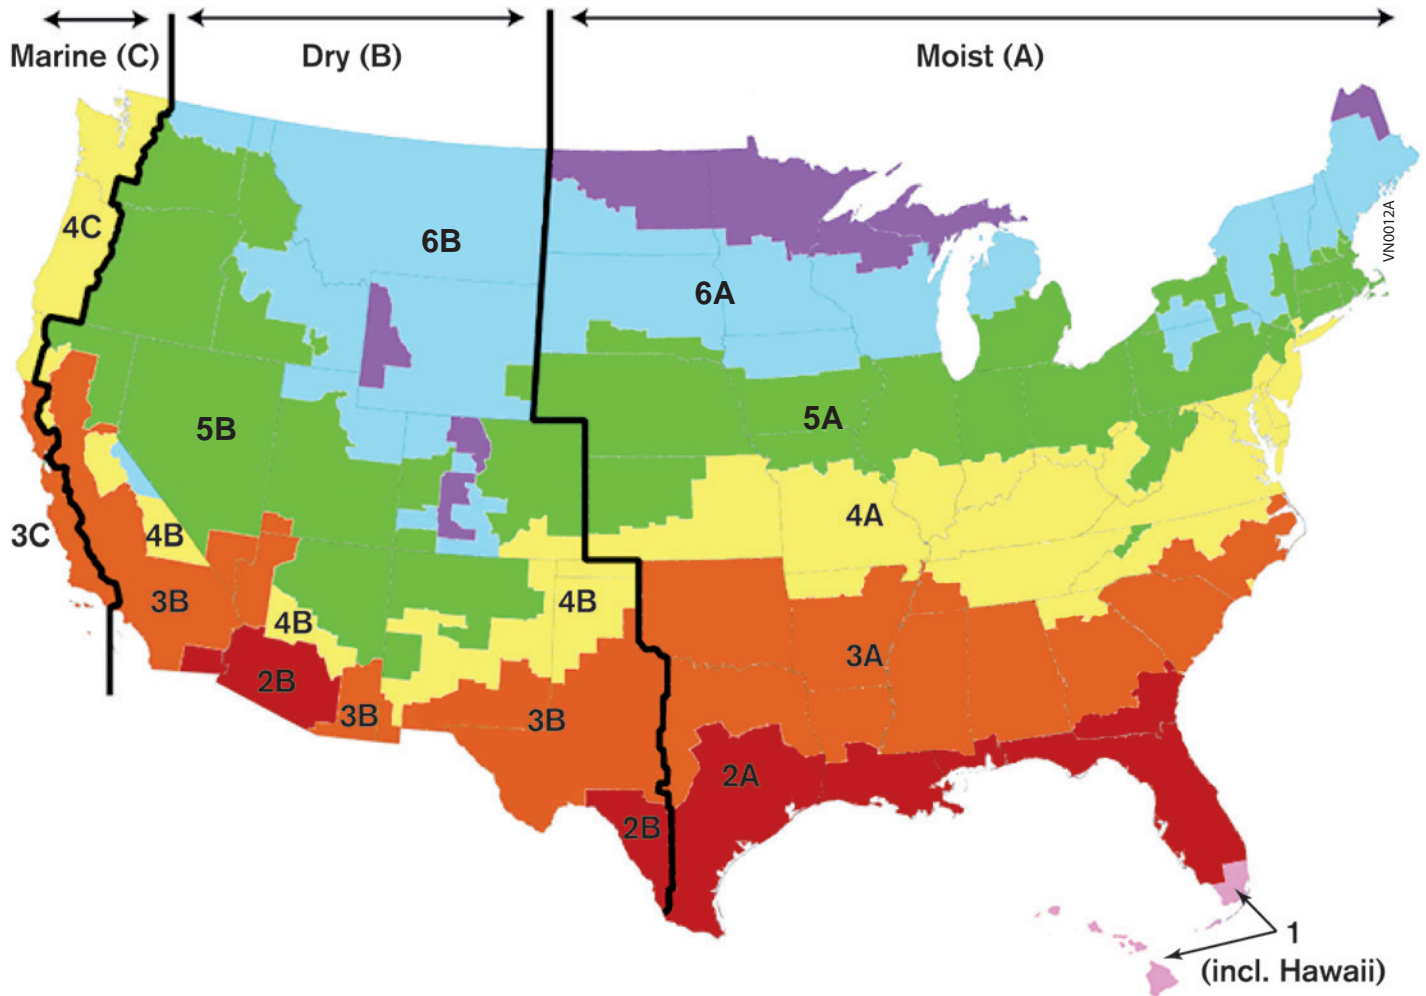 Marine (C)
Dry (B)
Moist (A)
VN0012A
4C
6B
6A
5B
5A
4A
3C
4B
3B
4B
4B
3A
2B
3B
3B
2A
2B
1
(incl. Hawaii)